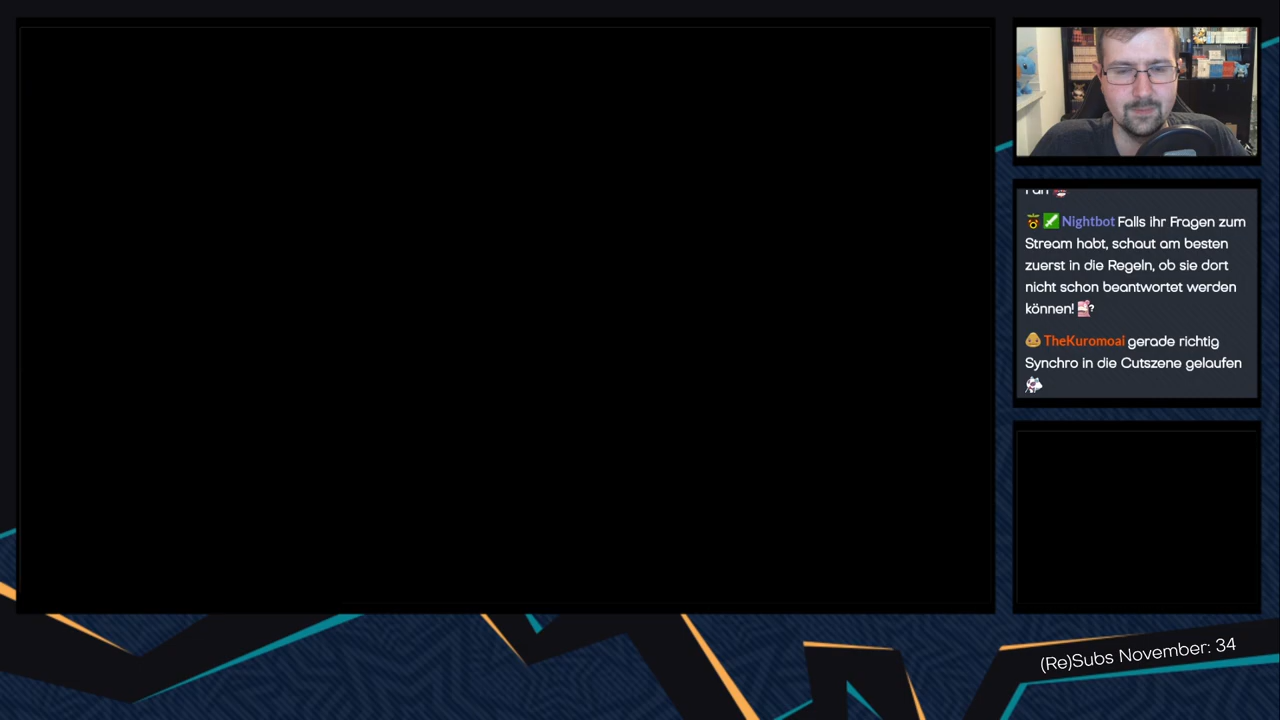 Nightbot Falls ihr Fragen zum
Stream habt, schaut am besten
zuerst in die Regeln, ob sie dort
nicht schon beantwortet werden
können! ?
TheKuromoai gerade richtig
Synchro in die Cutszene gelaufen
(Re)Subs November: 34